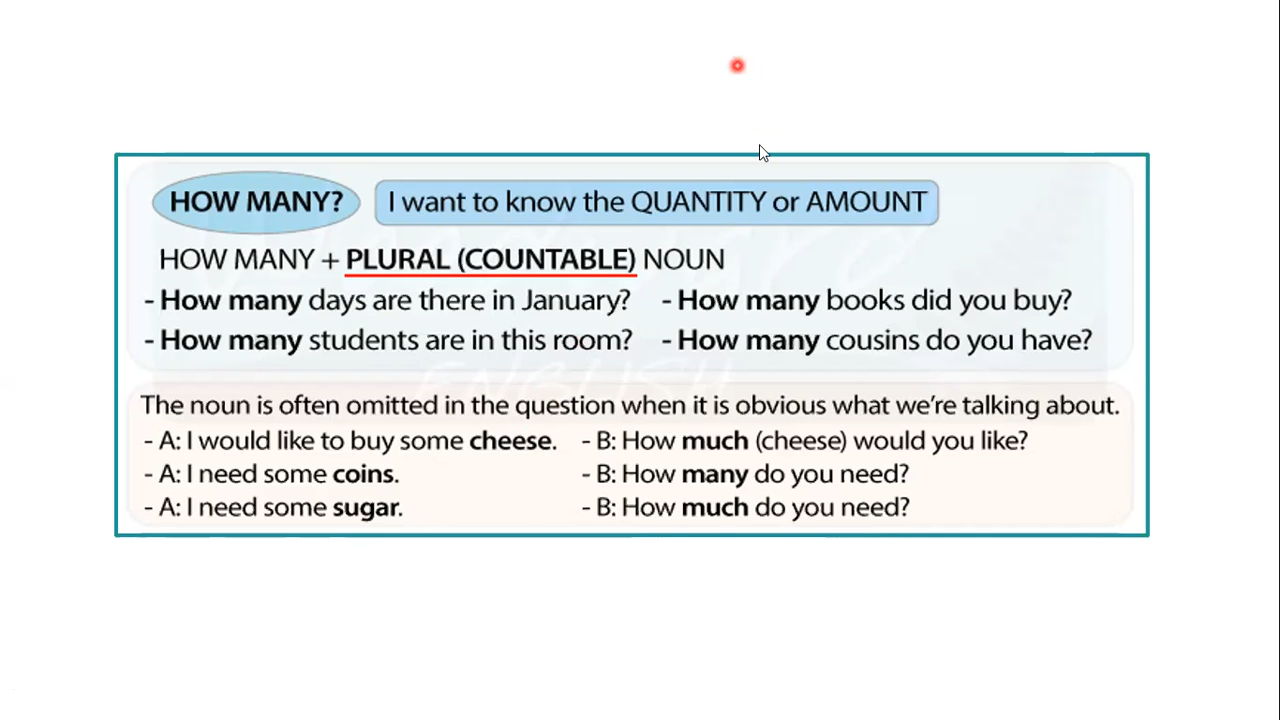 HOW MANY? I want to know the QUANTITY or AMOUNT
HOW MANY + PLURAL (COUNTABLE) NOUN
- How many days are there in January? - How many books did you buy?
- How many students are in this room? - How many cousins do you have?
The noun is often omitted in the question when it is obvious what we're talking about.
- A: I would like to buy some cheese. - B: How much (cheese) would you like?
- A: I need some coins. - B: How many do you need?
- A: I need some sugar. - B: How much do you need?
ENGLISH